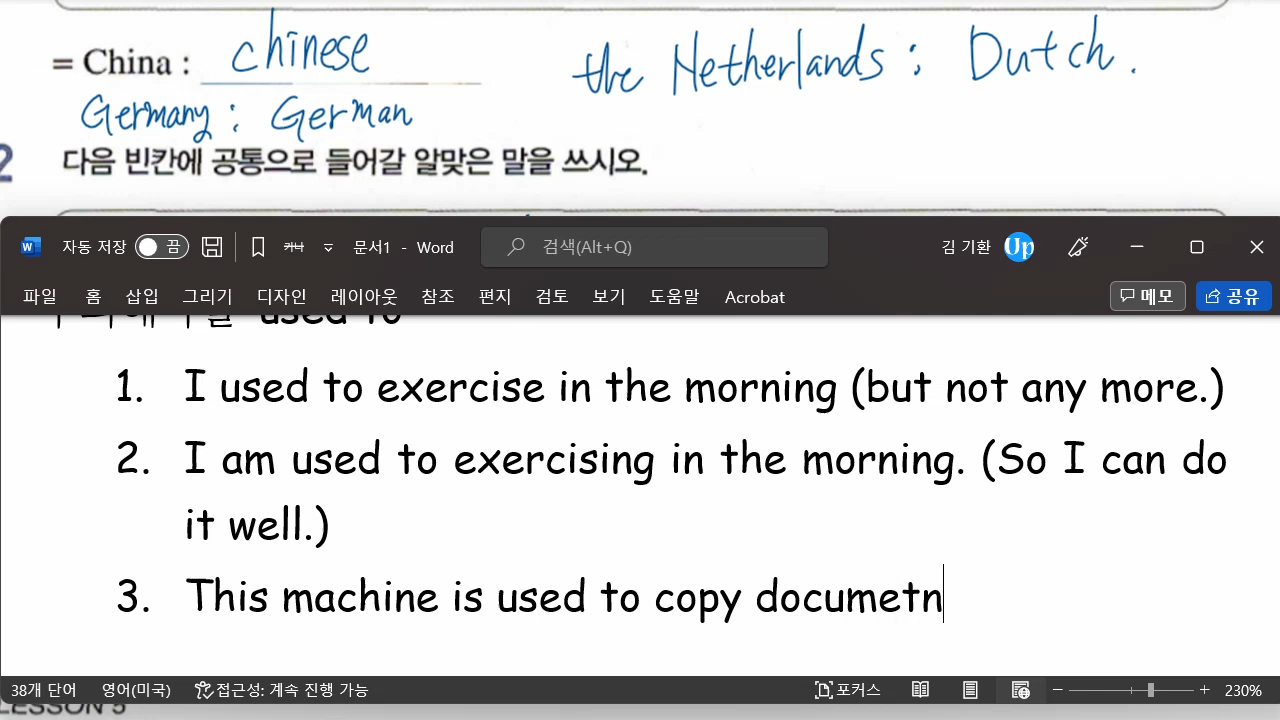 = China : chinese the Netherlands : Dutch.
Germany : German
2 다음 빈칸에 공통으로 들어갈 알맞은 말을 쓰시오.
자동 저장 끔 가나 문서1 - Word 검색(Alt+Q) 김 기환 Up
파일 홈 삽입 그리기 디자인 레이아웃 참조 편지 검토 보기 도움말 Acrobat 메모 공유
used to
1. I used to exercise in the morning (but not any more.)
2. I am used to exercising in the morning. (So I can do
it well.)
3. This machine is used to copy documetn
38개 단어 영어(미국) 접근성: 계속 진행 가능 포커스 230%
LESSON 5